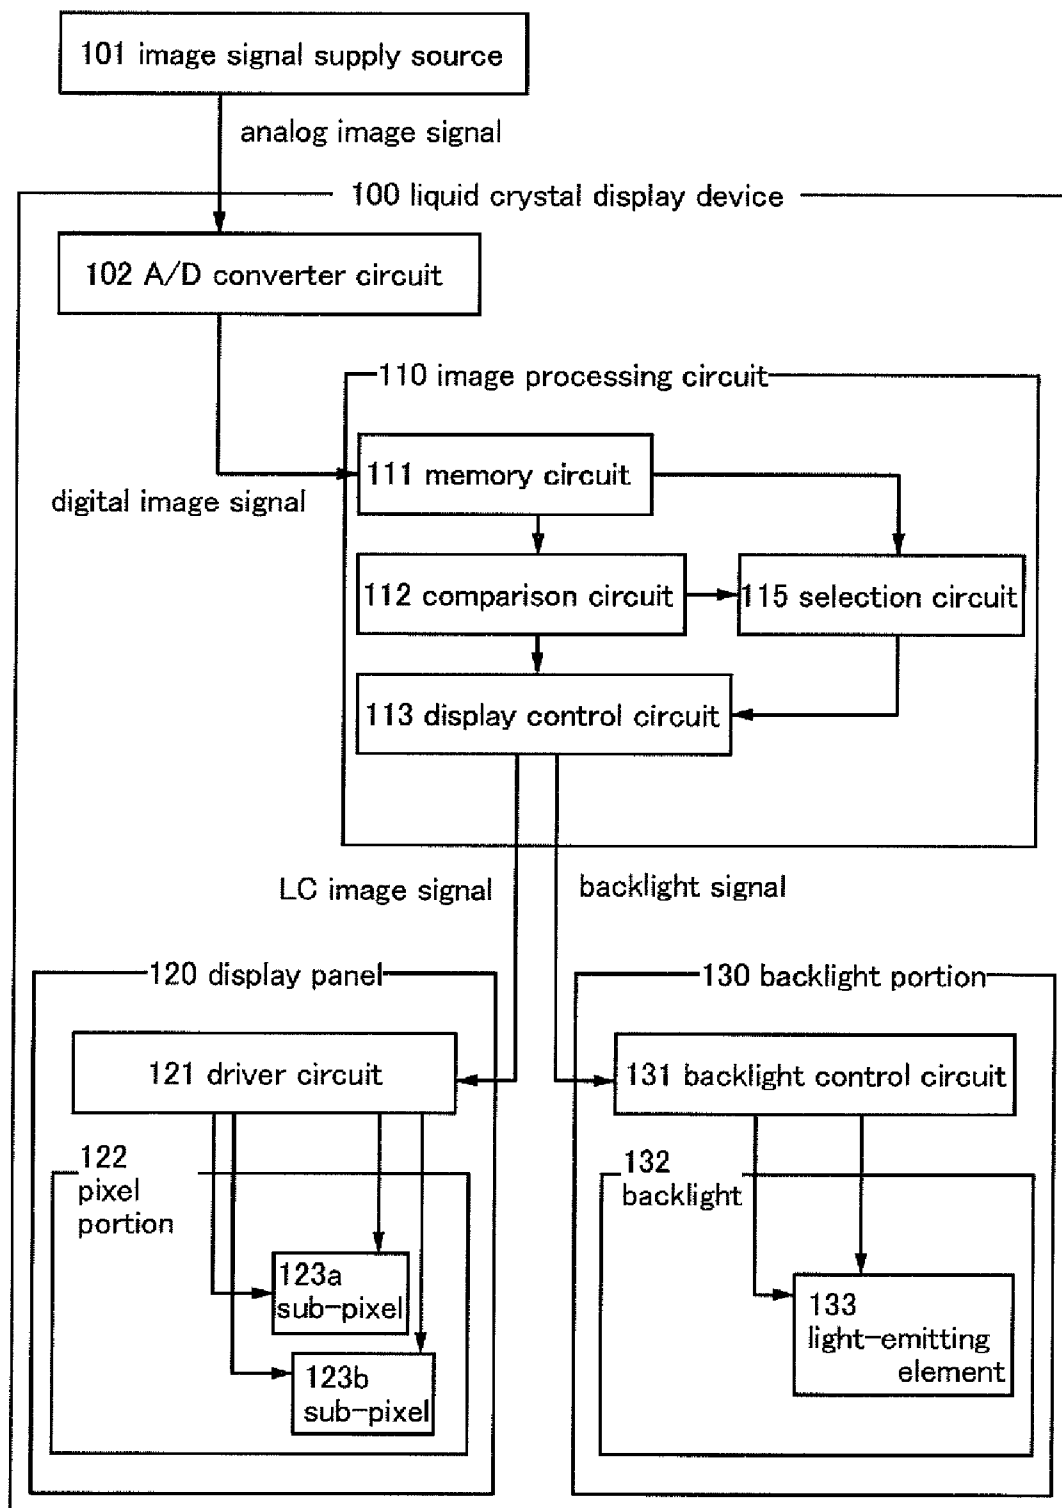 101 image signal supply source
analog image signal
100 liquid crystal display device
102 A/D converter circuit
110 image processing circuit
111 memory circuit
digital image signal
112 comparison circuit
115 selection circuit
113 display control circuit
LC image signal
backlight signal
120 display panel
130 backlight portion
121 driver circuit
131 backlight control circuit
122
pixel
portion
132
backlight
123a
sub-pixel
123b
sub-pixel
133
light-emitting
element